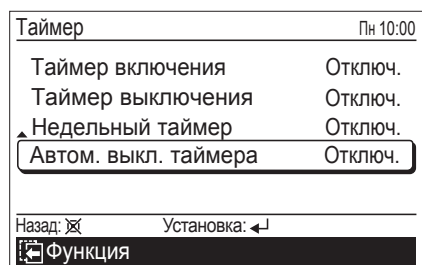 Таймер Пн 10:00
Таймер включения Отключ.
Таймер выключения Отключ.
Недельный таймер Отключ.
Автом. выкл. таймера Отключ.
Назад: Установка:
Функция